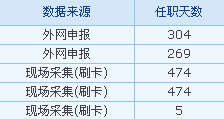 数据来源 任职天数
外网申报 304
外网申报 269
现场采集(刷卡) 474
现场采集(刷卡) 474
现场采集(刷卡) 5